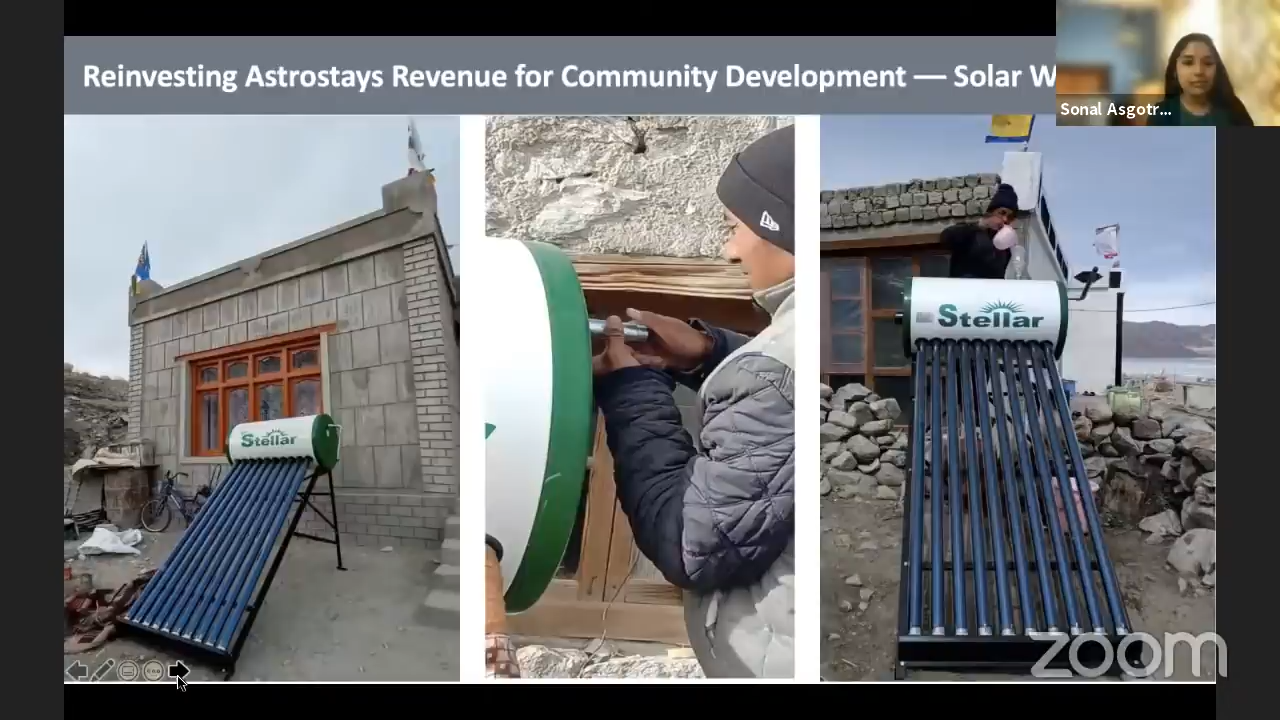 Reinvesting Astrostays Revenue for Community Development — Solar W
Sonal Asgotr...
Stellar
Stellar
zoom